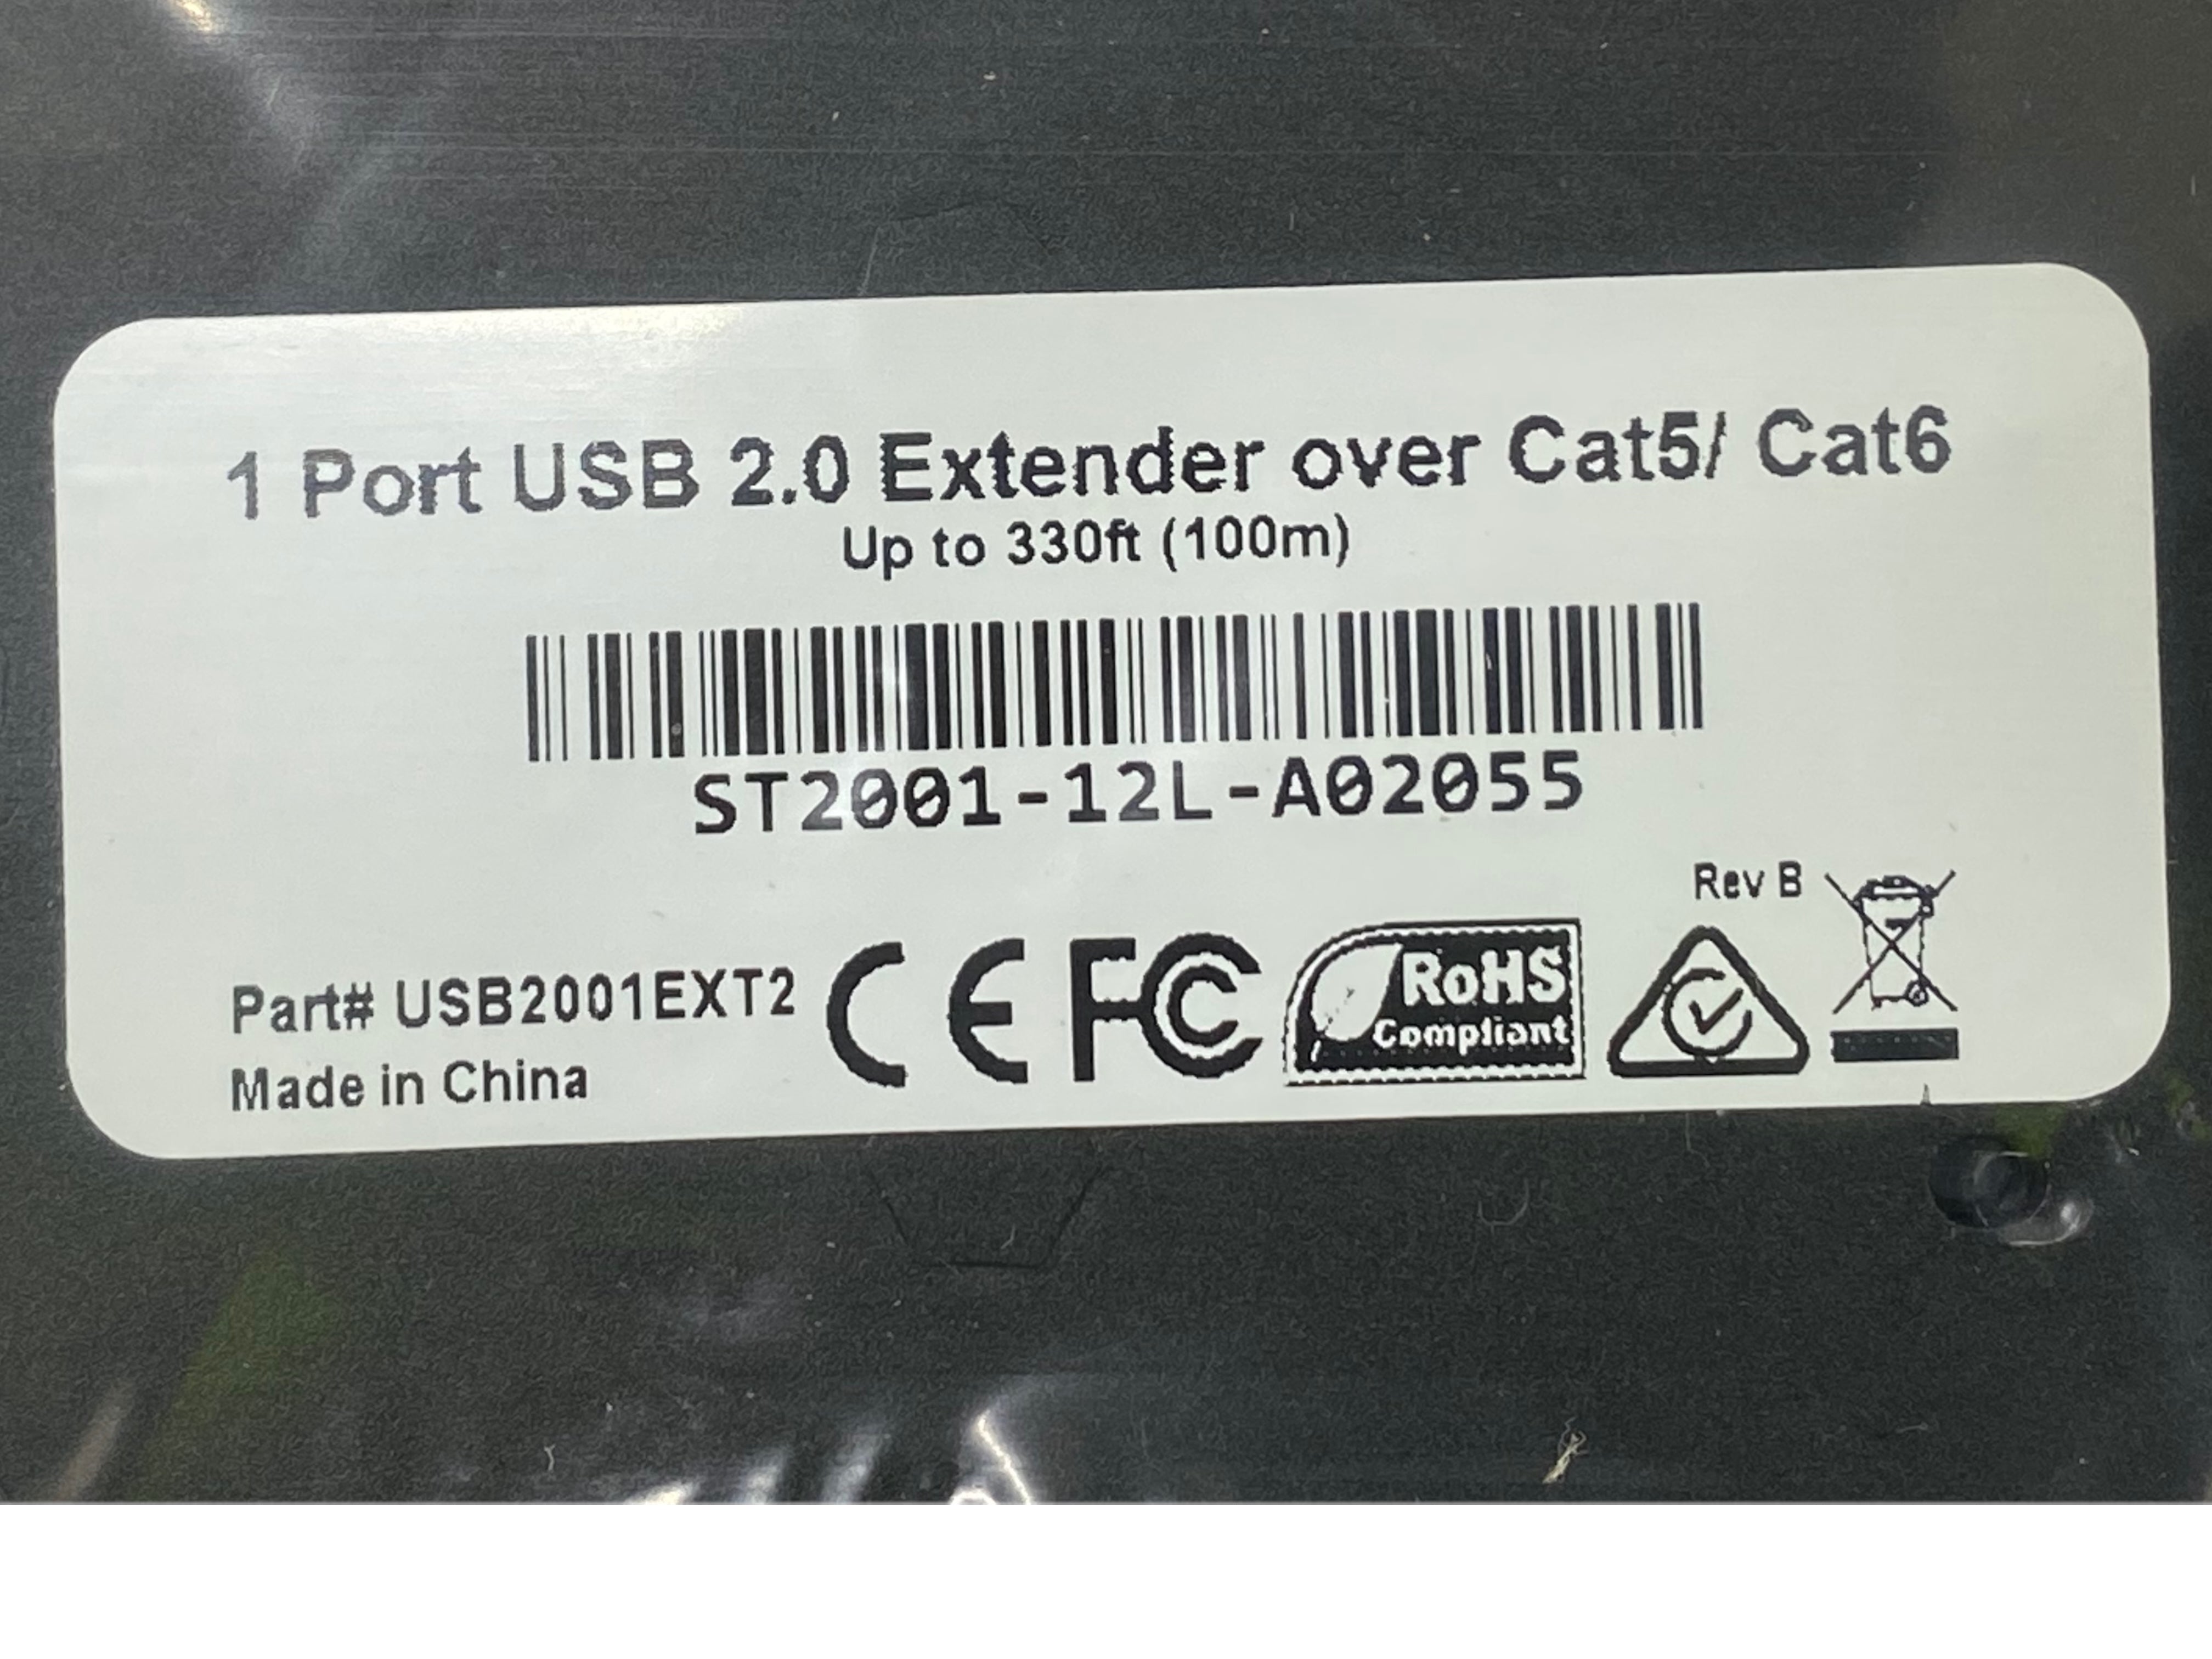 1 Port USB 2.0 Extender over Cat5/ Cat6
Up to 330ft (100m)
ST2001-12L-A02055
Rev B
Part# USB2001EXT2
CE FC RoHS
Compliant
Made in China